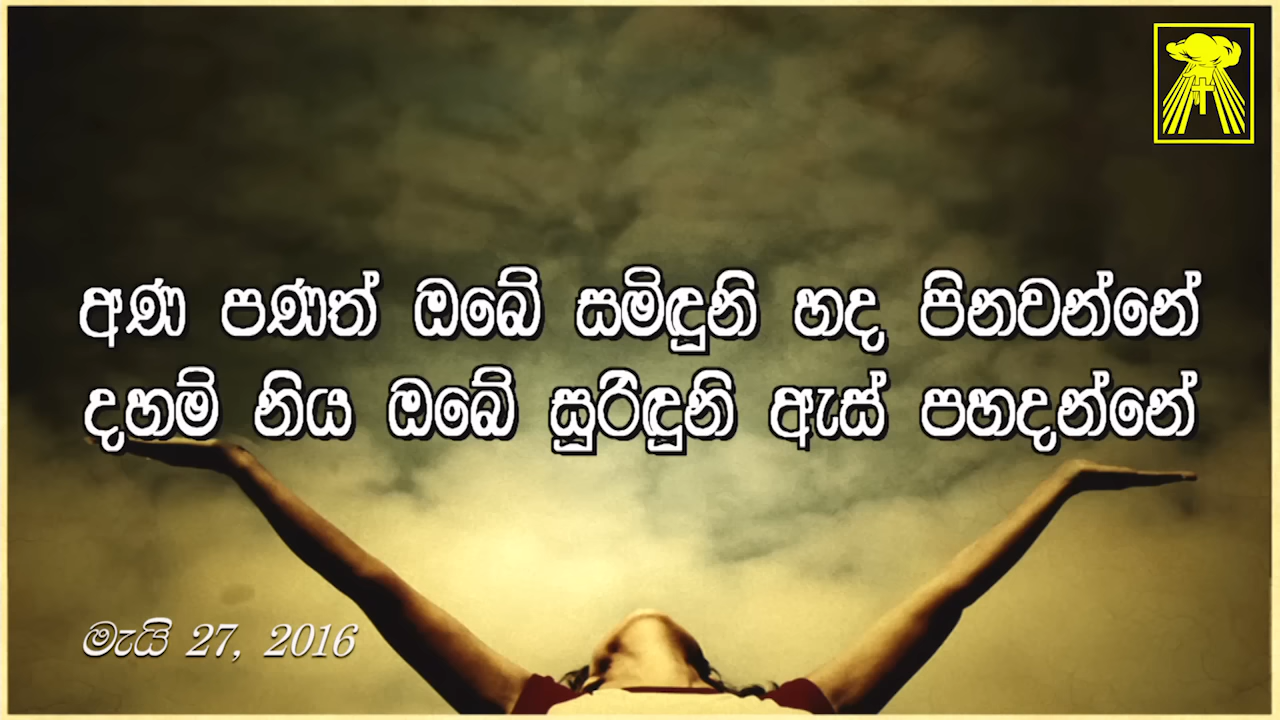 අණ පණත් ඔබේ සමිඳුනි හද පිනවන්නේ
දහම් නිය ඔබේ සුරිඳුනි ඇස් පහදන්නේ
මැයි 27, 2016